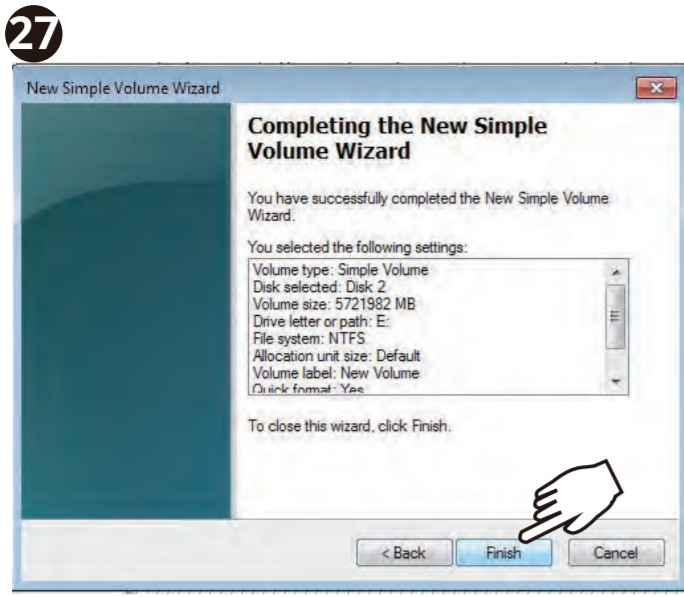 27
New Simple Volume Wizard
Completing the New Simple
Volume Wizard
You have successfully completed the New Simple Volume
Wizard.
You selected the following settings:
Volume type: Simple Volume
Disk selected: Disk 2
Volume size: 5721982 MB
Drive letter or path: E:
File system: NTFS
Allocation unit size: Default
Volume label: New Volume
Quick format: Yes
To close this wizard, click Finish.
< Back Finish Cancel